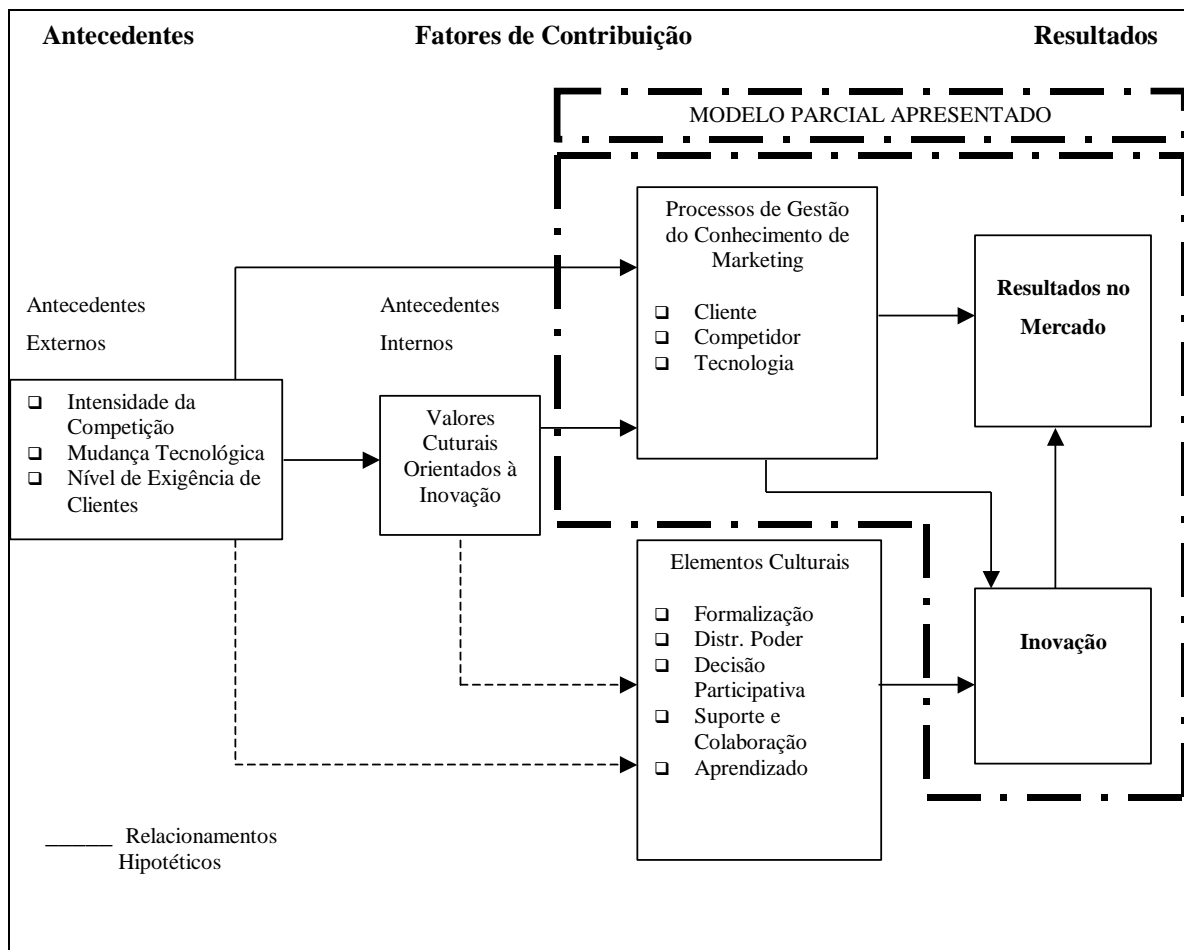 Antecedentes
Fatores de Contribuição
Resultados
MODELO PARCIAL APRESENTADO
Processos de Gestão
do Conhecimento de
Marketing
Cliente
Competidor
Tecnologia
Resultados no
Mercado
Antecedentes
Externos
Antecedentes
Internos
Intensidade da
Competição
Mudança Tecnológica
Nível de Exigência de
Clientes
Valores
Cuturais
Orientados à
Inovação
Elementos Culturais
Formalização
Distr. Poder
Decisão
Participativa
Suporte e
Colaboração
Aprendizado
Inovação
_____ Relacionamentos
Hipotéticos